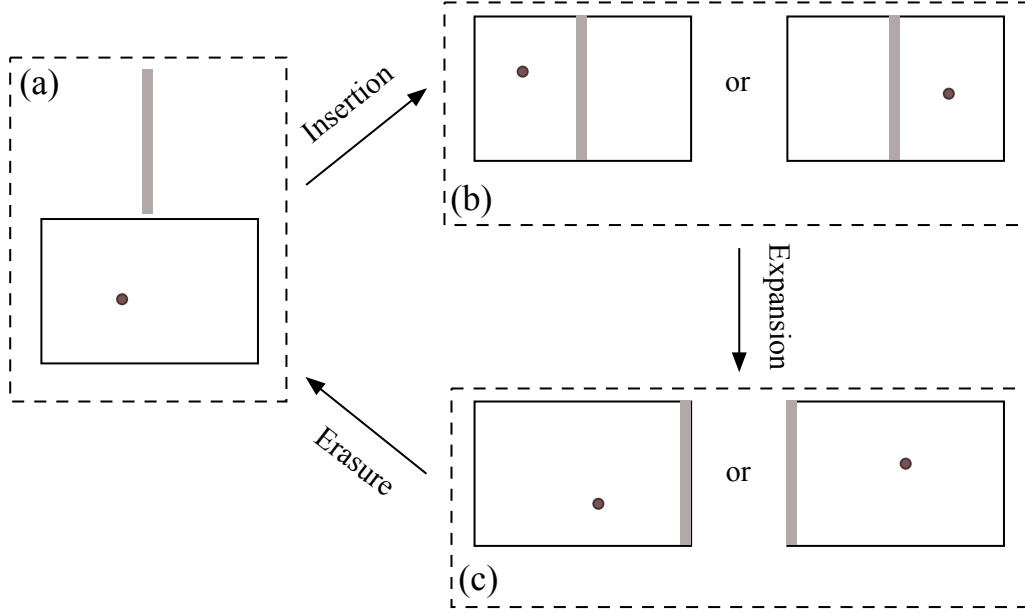 (a)
Insertion
or
(b)
Expansion
or
(c)
Erasure